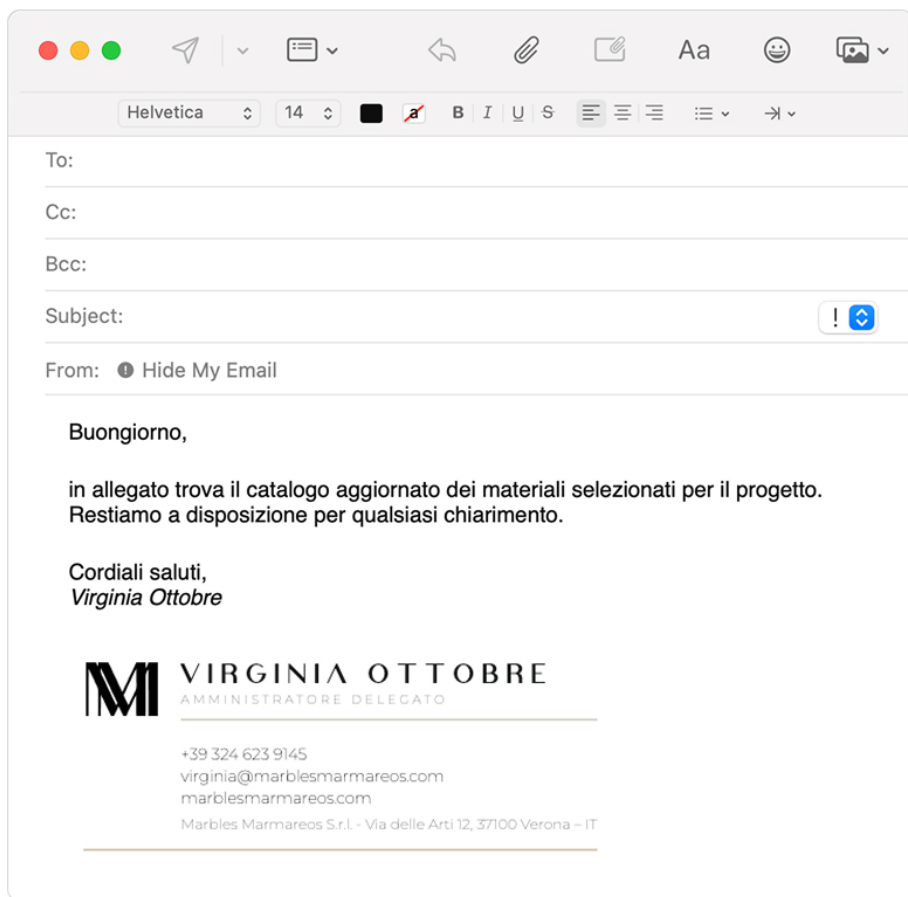 Aa
Helvetica
14
a
B I U S
To:
Cc:
Bcc:
Subject:
!
From: Hide My Email
Buongiorno,
in allegato trova il catalogo aggiornato dei materiali selezionati per il progetto.
Restiamo a disposizione per qualsiasi chiarimento.
Cordiali saluti,
Virginia Ottobre
M
VIRGINIA OTTOBRE
AMMINISTRATORE DELEGATO
+39 324 623 9145
virginia@marblesmarmareos.com
marblesmarmareos.com
Marbles Marmareos S.r.l. - Via delle Arti 12, 37100 Verona – IT